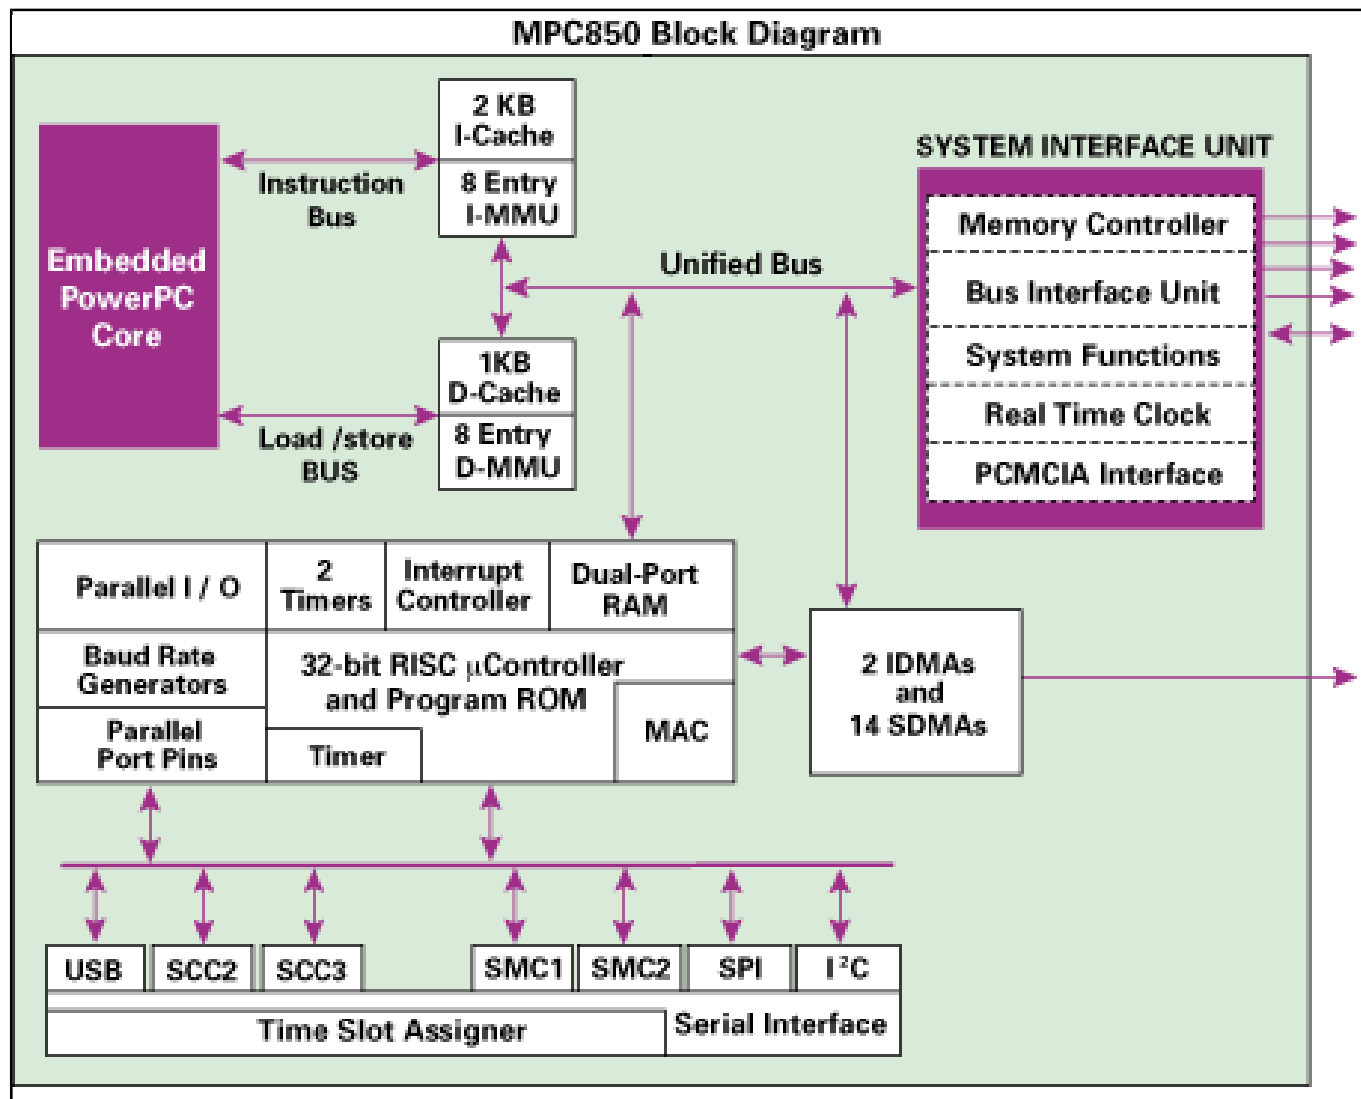 MPC850 Block Diagram
Embedded
PowerPC
Core
Instruction
Bus
2 KB
I-Cache
8 Entry
I-MMU
Unified Bus
Load /store
BUS
1KB
D-Cache
8 Entry
D-MMU
SYSTEM INTERFACE UNIT
Memory Controller
Bus Interface Unit
System Functions
Real Time Clock
PCMCIA Interface
Parallel I / O
2
Timers
Interrupt
Controller
Dual-Port
RAM
Baud Rate
Generators
32-bit RISC µController
and Program ROM
Parallel
Port Pins
Timer
MAC
2 IDMAs
and
14 SDMAs
USB
SCC2
SCC3
SMC1
SMC2
SPI
I²C
Time Slot Assigner
Serial Interface